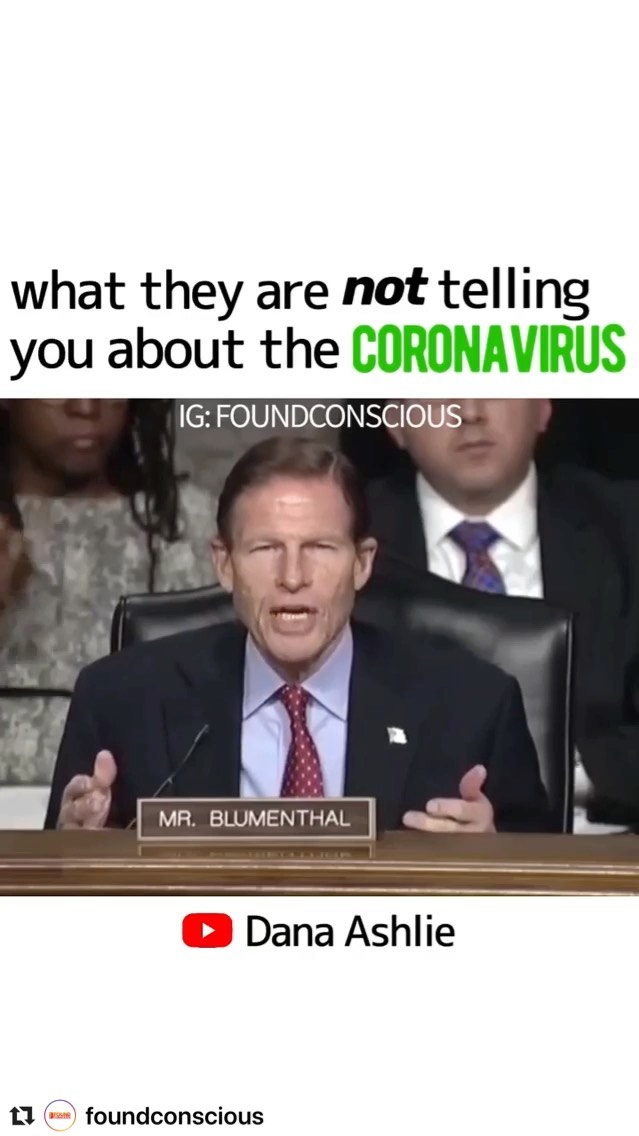 what they are not telling
you about the CORONAVIRUS
IG: FOUNDCONSCIOUS
MR. BLUMENTHAL
Dana Ashlie
foundconscious